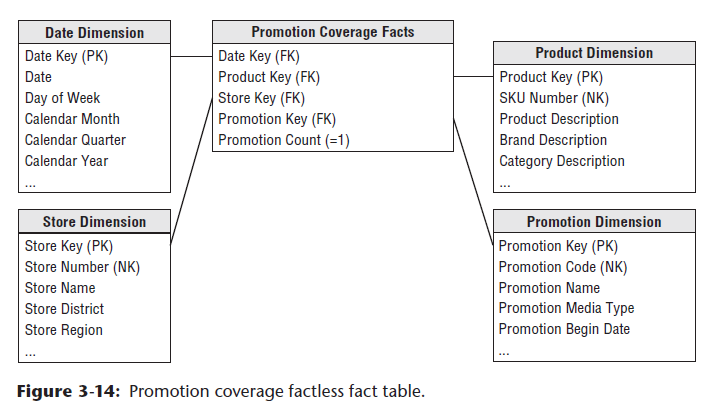 Date Dimension
Date Key (PK)
Date
Day of Week
Calendar Month
Calendar Quarter
Calendar Year
...
Promotion Coverage Facts
Date Key (FK)
Product Key (FK)
Store Key (FK)
Promotion Key (FK)
Promotion Count (=1)
Product Dimension
Product Key (PK)
SKU Number (NK)
Product Description
Brand Description
Category Description
...
Store Dimension
Store Key (PK)
Store Number (NK)
Store Name
Store District
Store Region
...
Promotion Dimension
Promotion Key (PK)
Promotion Code (NK)
Promotion Name
Promotion Media Type
Promotion Begin Date
...
Figure 3-14: Promotion coverage factless fact table.